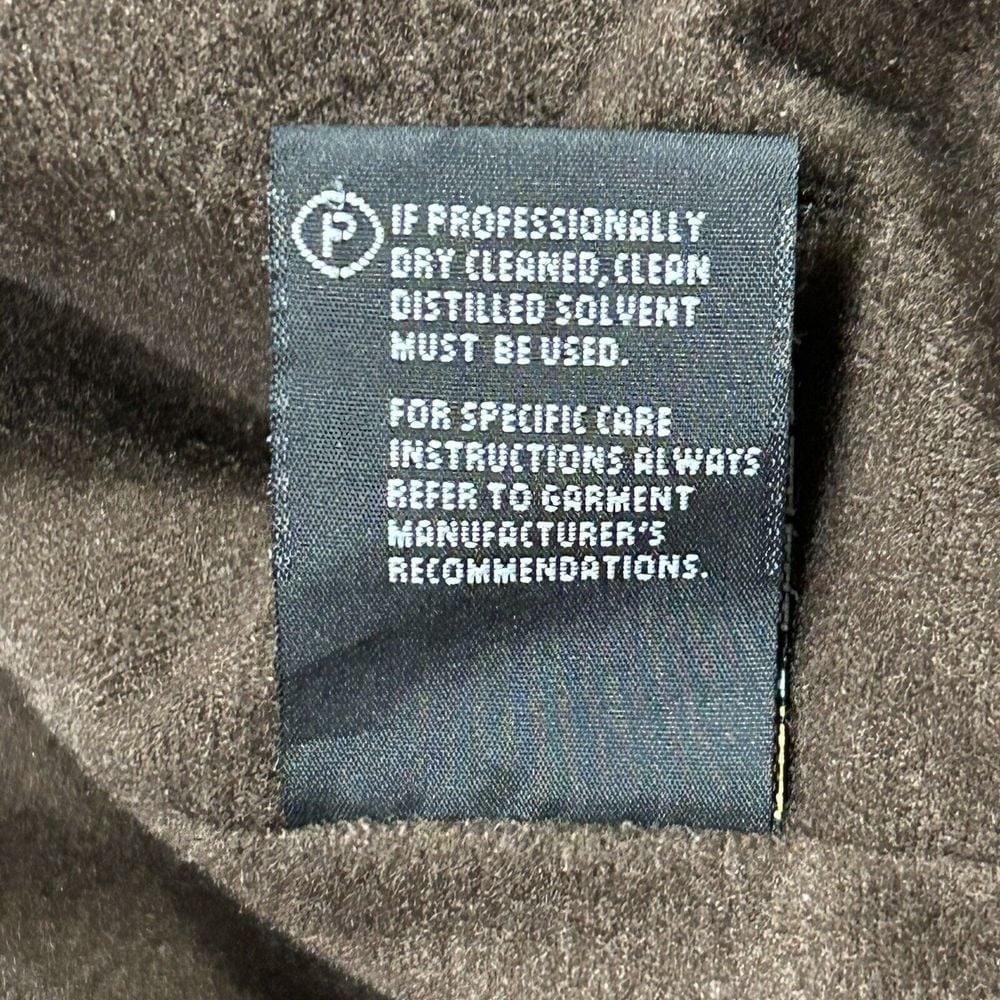 P IF PROFESSIONALLY
DRY CLEANED, CLEAN
DISTILLED SOLVENT
MUST BE USED.
FOR SPECIFIC CARE
INSTRUCTIONS ALWAYS
REFER TO GARMENT
MANUFACTURER'S
RECOMMENDATIONS.